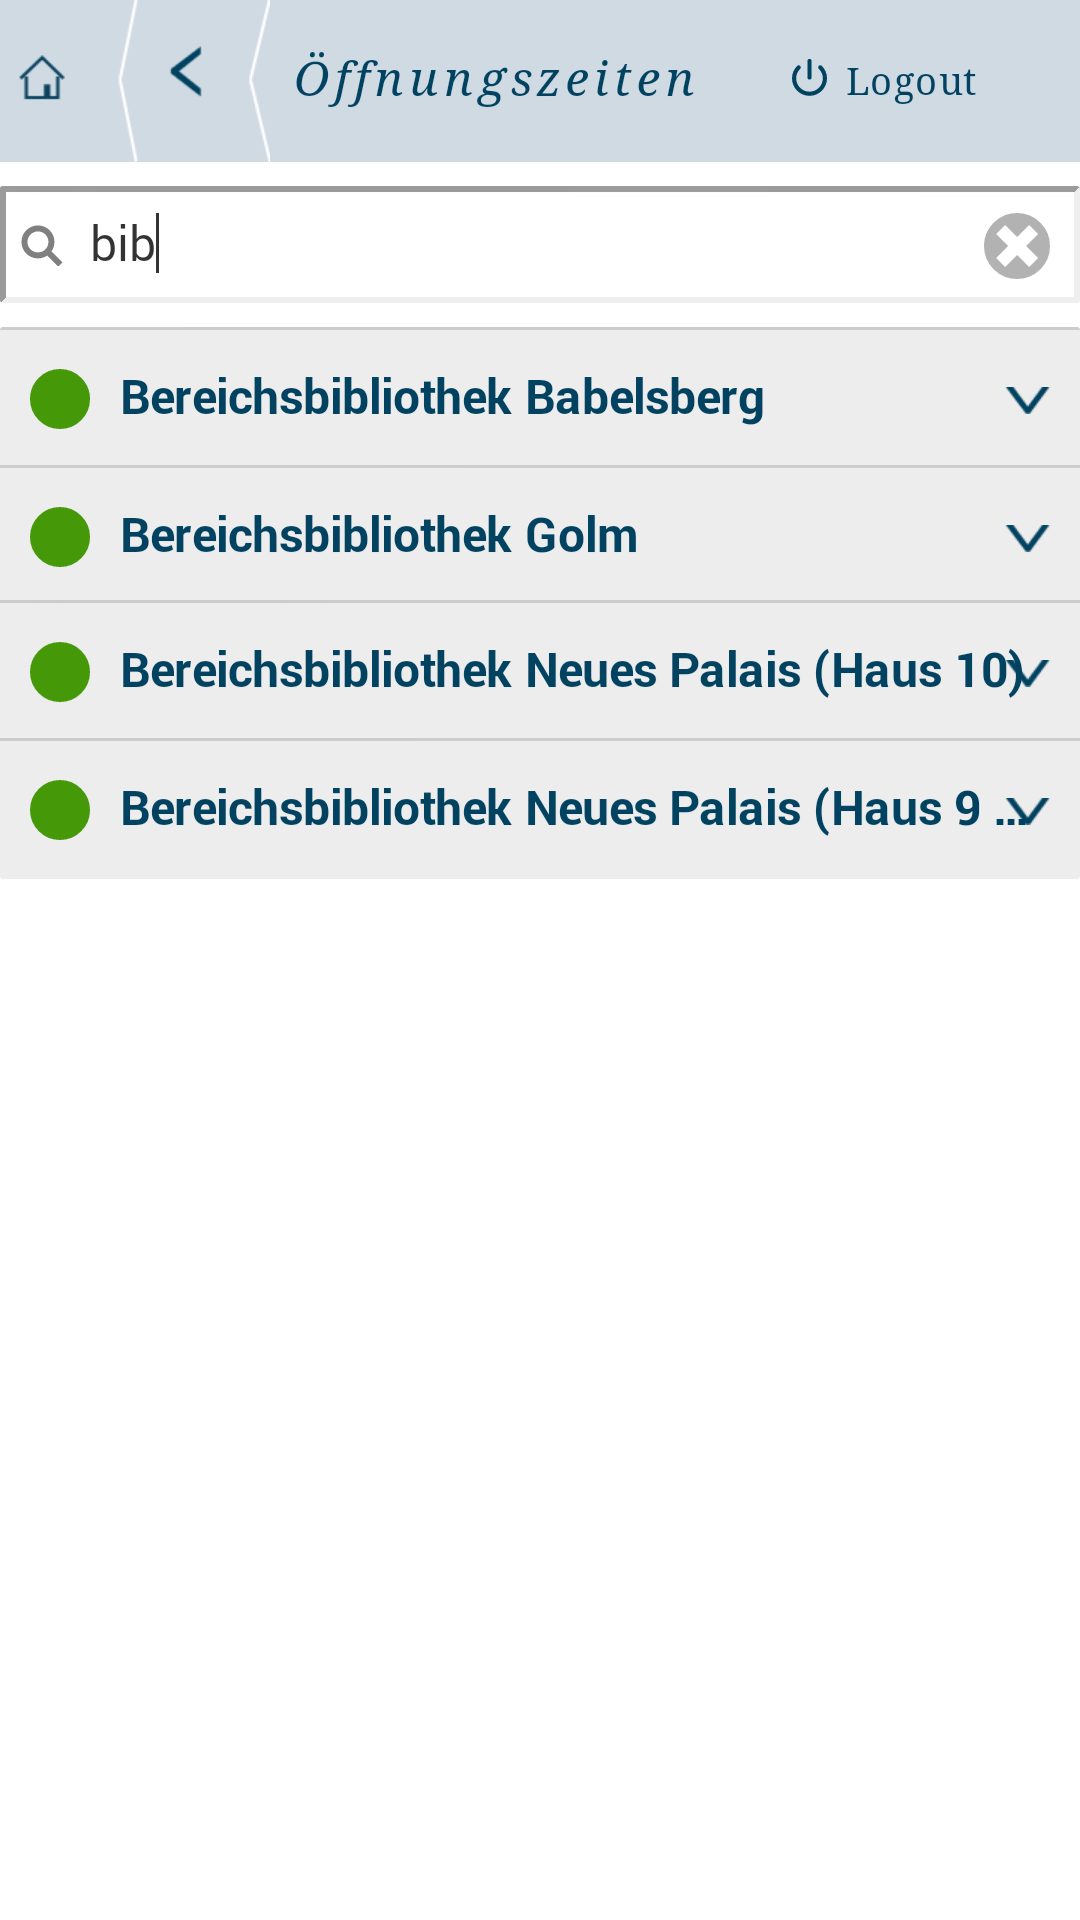 Öffnungszeiten
Logout
bib
Bereichsbibliothek Babelsberg
Bereichsbibliothek Golm
Bereichsbibliothek Neues Palais (Haus 10)
Bereichsbibliothek Neues Palais (Haus 9 ...